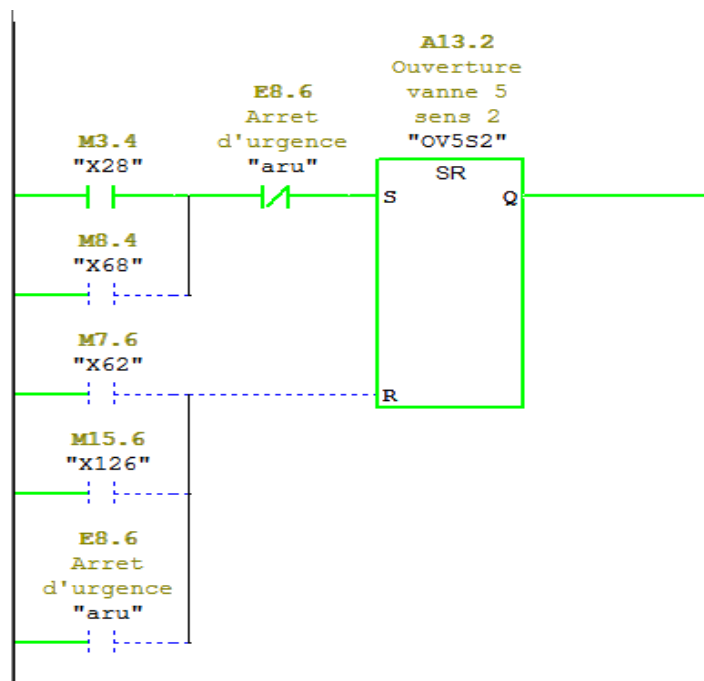 A13.2
Ouverture
vanne 5
sens 2
"OV5S2"
E8.6
Arret
d'urgence
"aru"
M3.4
"X28"
SR
S
Q
M8.4
"X68"
M7.6
"X62"
R
M15.6
"X126"
E8.6
Arret
d'urgence
"aru"